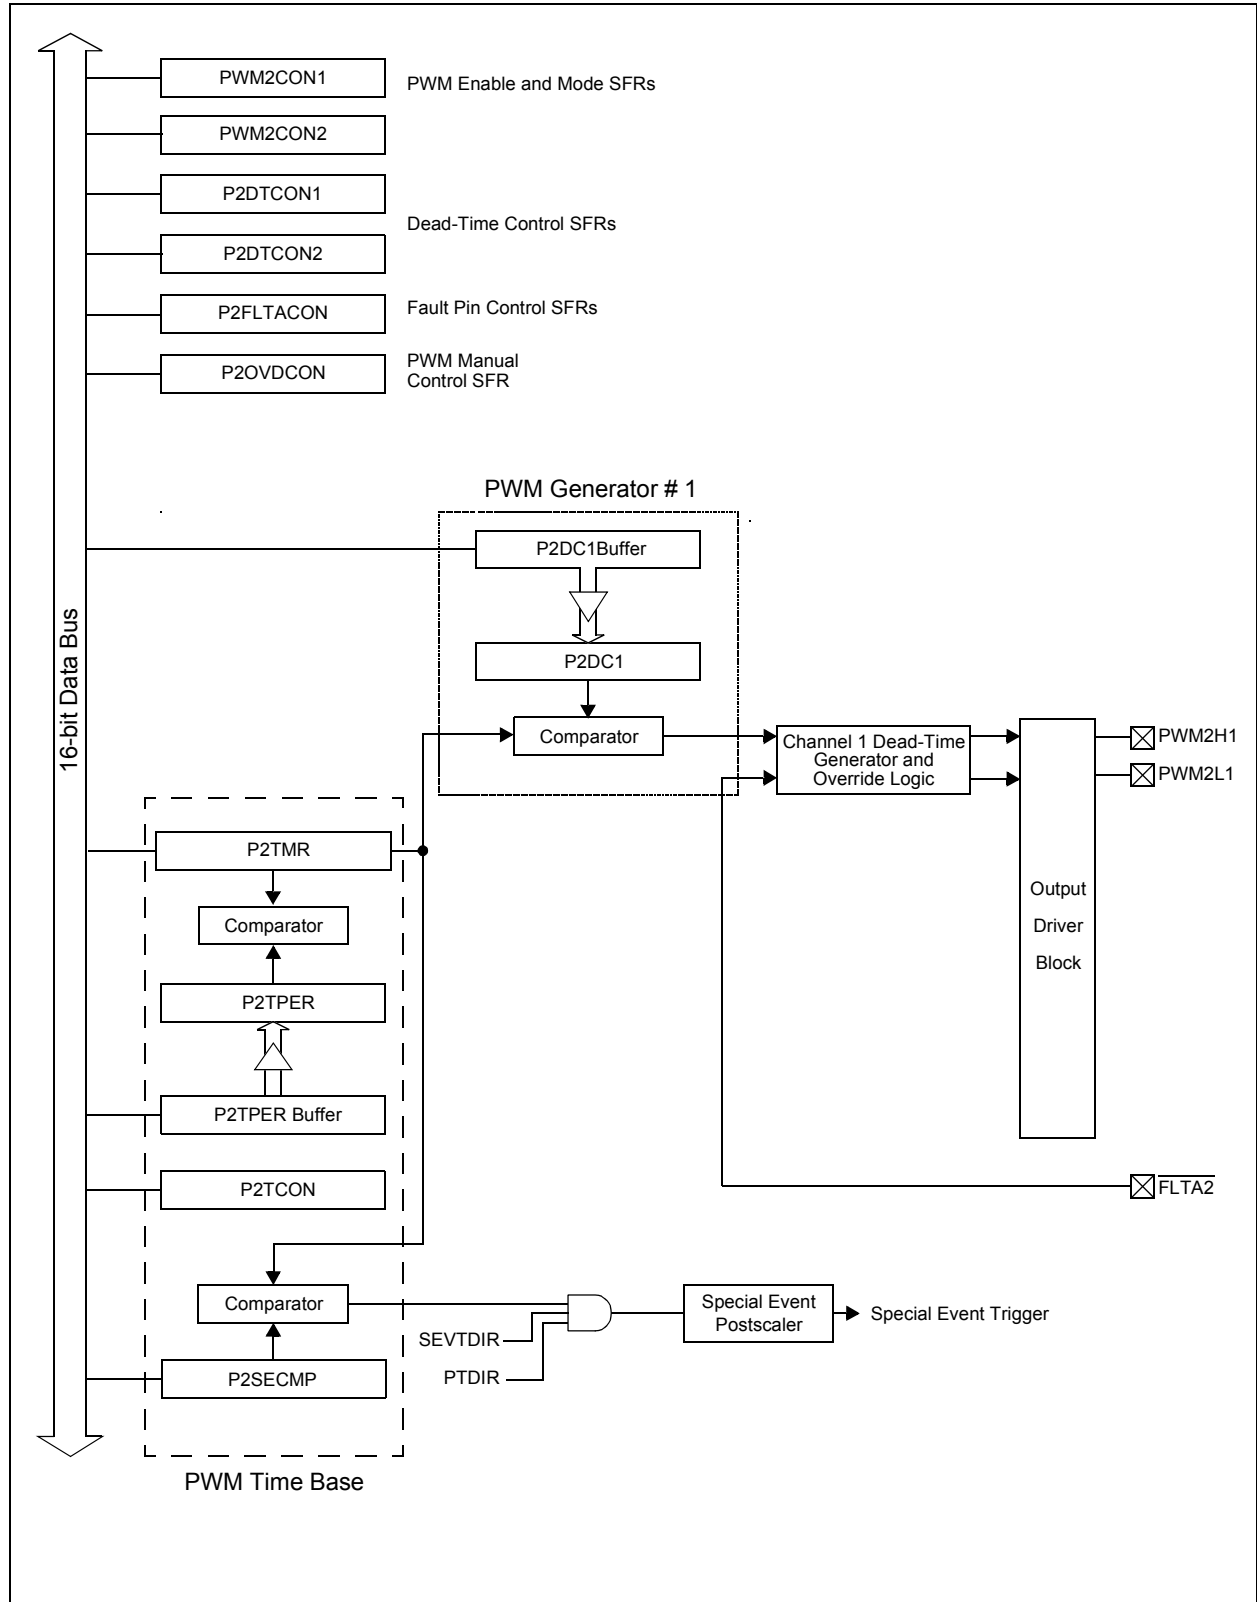 PWM2CON1
PWM Enable and Mode SFRs
PWM2CON2
P2DTCON1
Dead-Time Control SFRs
P2DTCON2
P2FLTACON
Fault Pin Control SFRs
P2OVDCON
PWM Manual
Control SFR
PWM Generator # 1
P2DC1Buffer
16-bit Data Bus
P2DC1
Comparator
Channel 1 Dead-Time
Generator and
Override Logic
PWM2H1
PWM2L1
P2TMR
Comparator
Output
Driver
Block
P2TPER
P2TPER Buffer
P2TCON
FLTA2
Comparator
SEVTDIR
PTDIR
Special Event
Postscaler
Special Event Trigger
P2SECMP
PWM Time Base